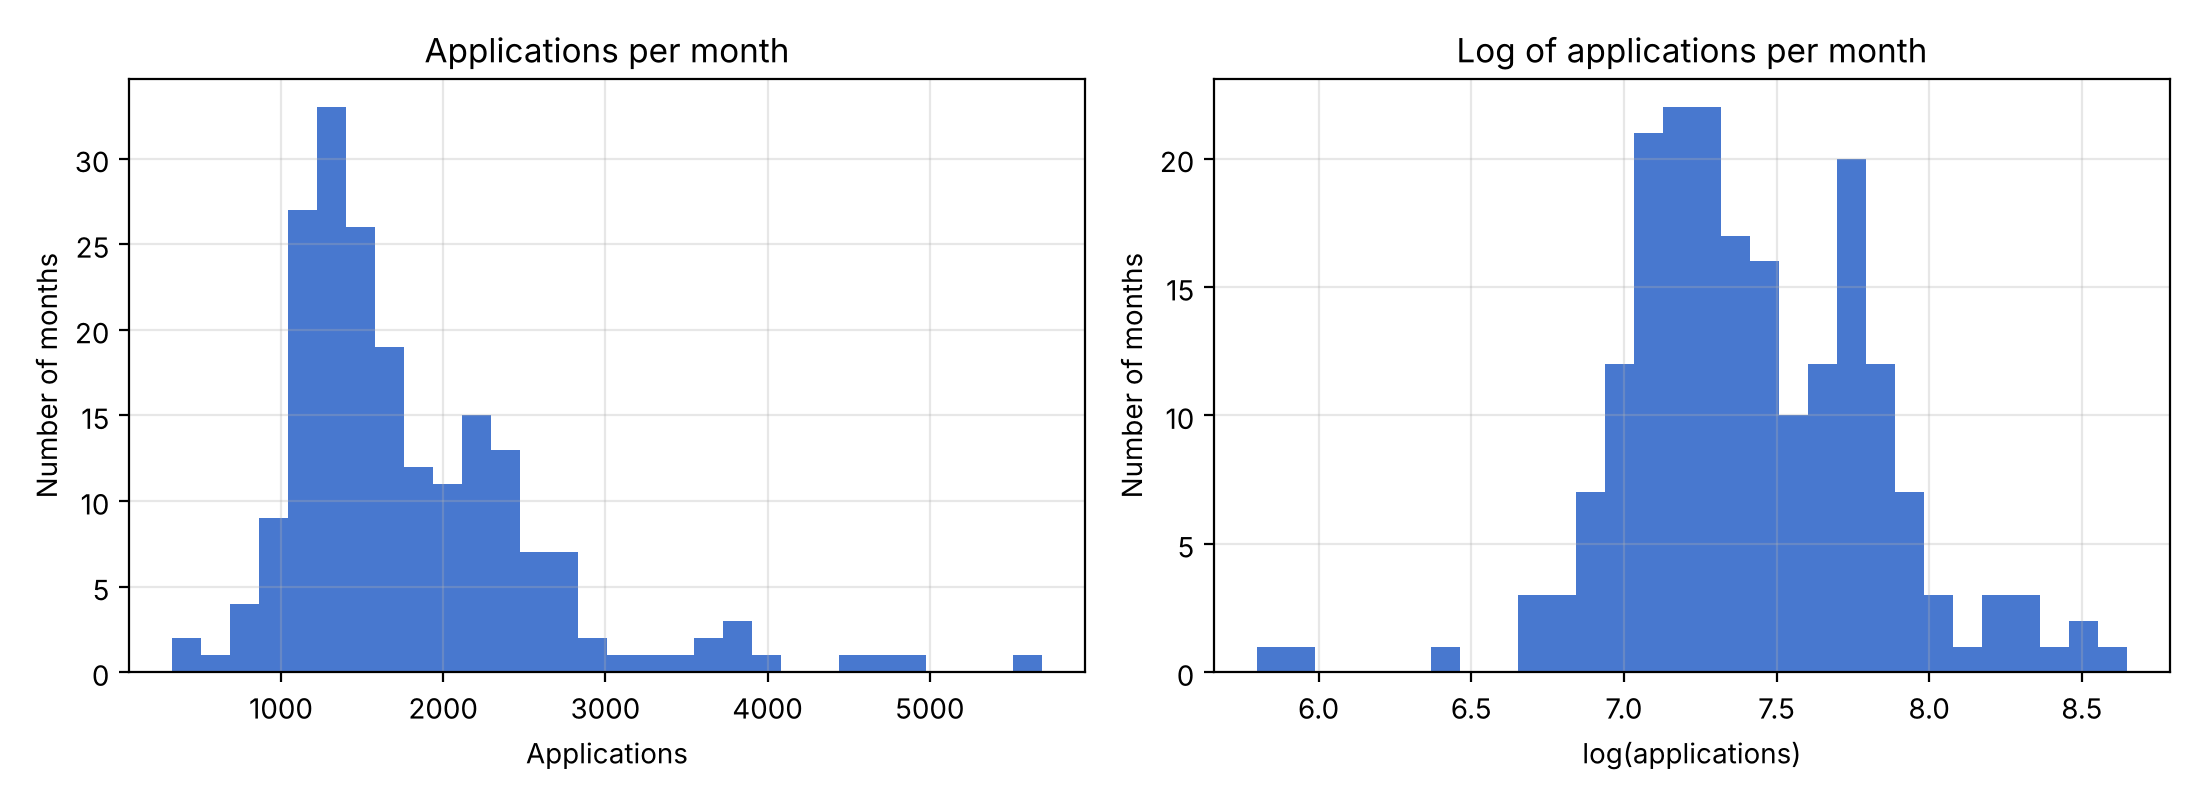 Applications per month
Number of months
0
5
10
15
20
25
30
1000 2000 3000 4000 5000
Applications
Log of applications per month
Number of months
0
5
10
15
20
6.0 6.5 7.0 7.5 8.0 8.5
log(applications)